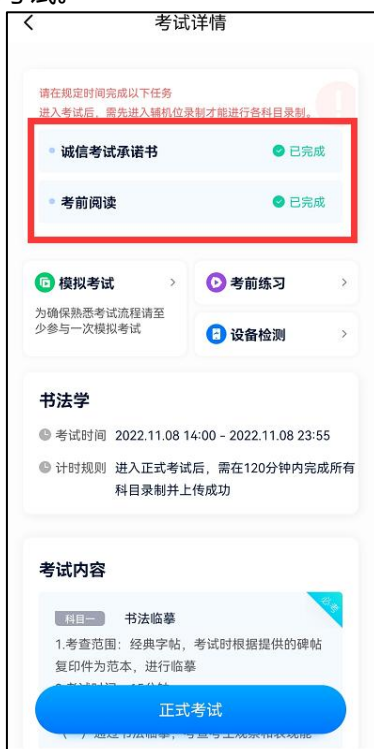 考试详情
请在规定时间完成以下任务
进入考试后，需先进入辅机位录制才能进行各科目录制。
诚信考试承诺书 已完成
考前阅读 已完成
模拟考试
为确保熟悉考试流程请至
少参与一次模拟考试
考前练习
设备检测
书法学
考试时间 2022.11.08 14:00 - 2022.11.08 23:55
计时规则 进入正式考试后，需在120分钟内完成所有
科目录制并上传成功
考试内容
必考
科目一 书法临摹
1.考查范围：经典字帖，考试时根据提供的碑帖
复印件为范本，进行临摹
正式考试